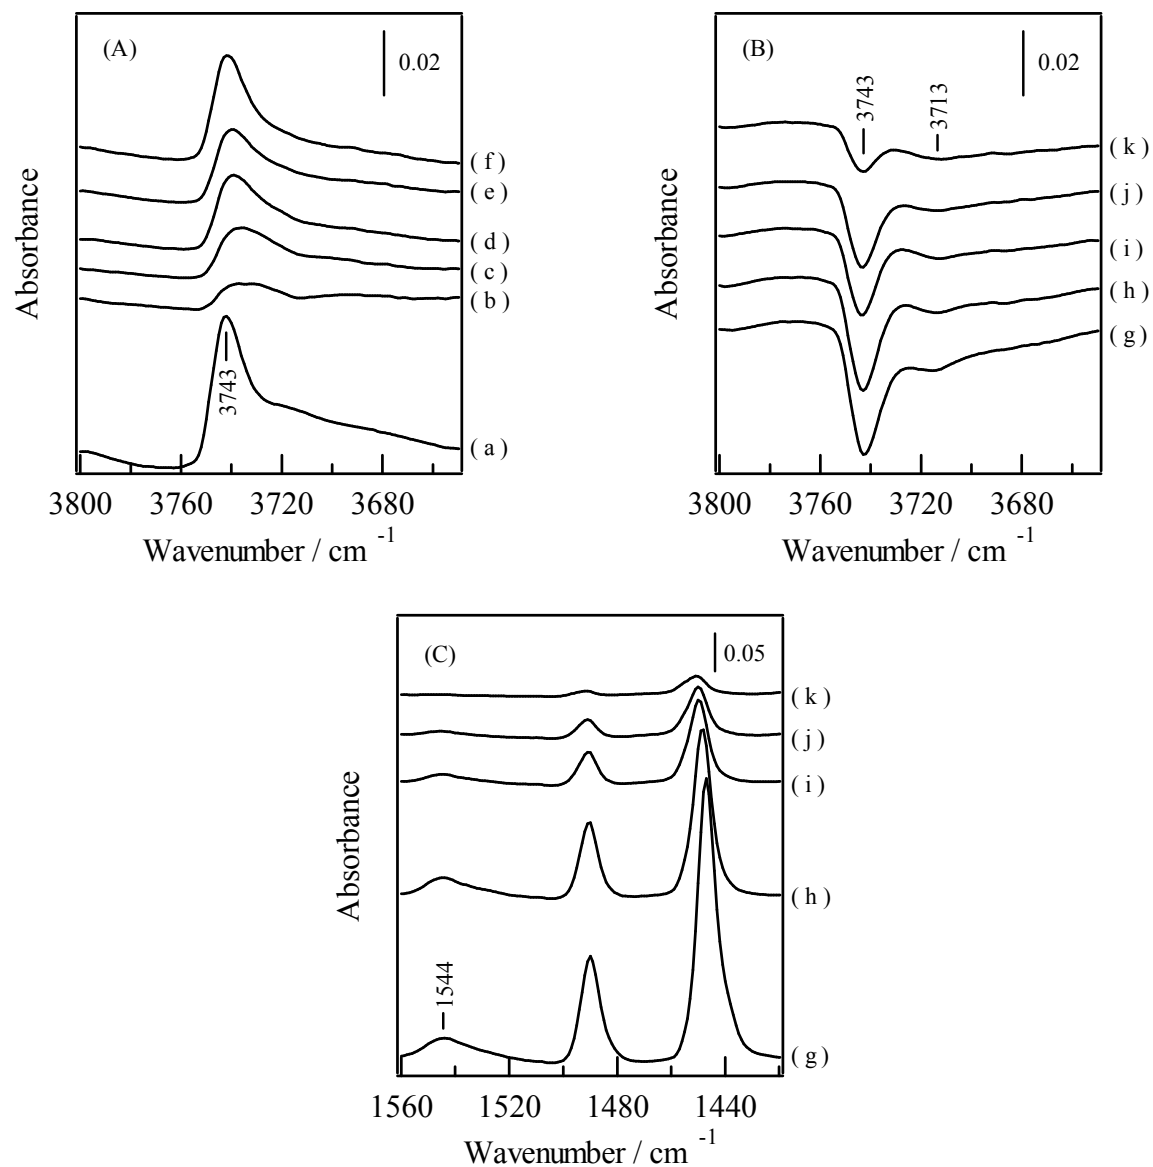 (A)
0.02
Absorbance
3743
( f )
( e )
( d )
( c )
( b )
( a )
3800 3760 3720 3680
Wavenumber / cm -1
(B)
0.02
Absorbance
3743
3713
( k )
( j )
( i )
( h )
( g )
3800 3760 3720 3680
Wavenumber / cm -1
(C)
0.05
Absorbance
1544
( k )
( j )
( i )
( h )
( g )
1560 1520 1480 1440
Wavenumber / cm -1